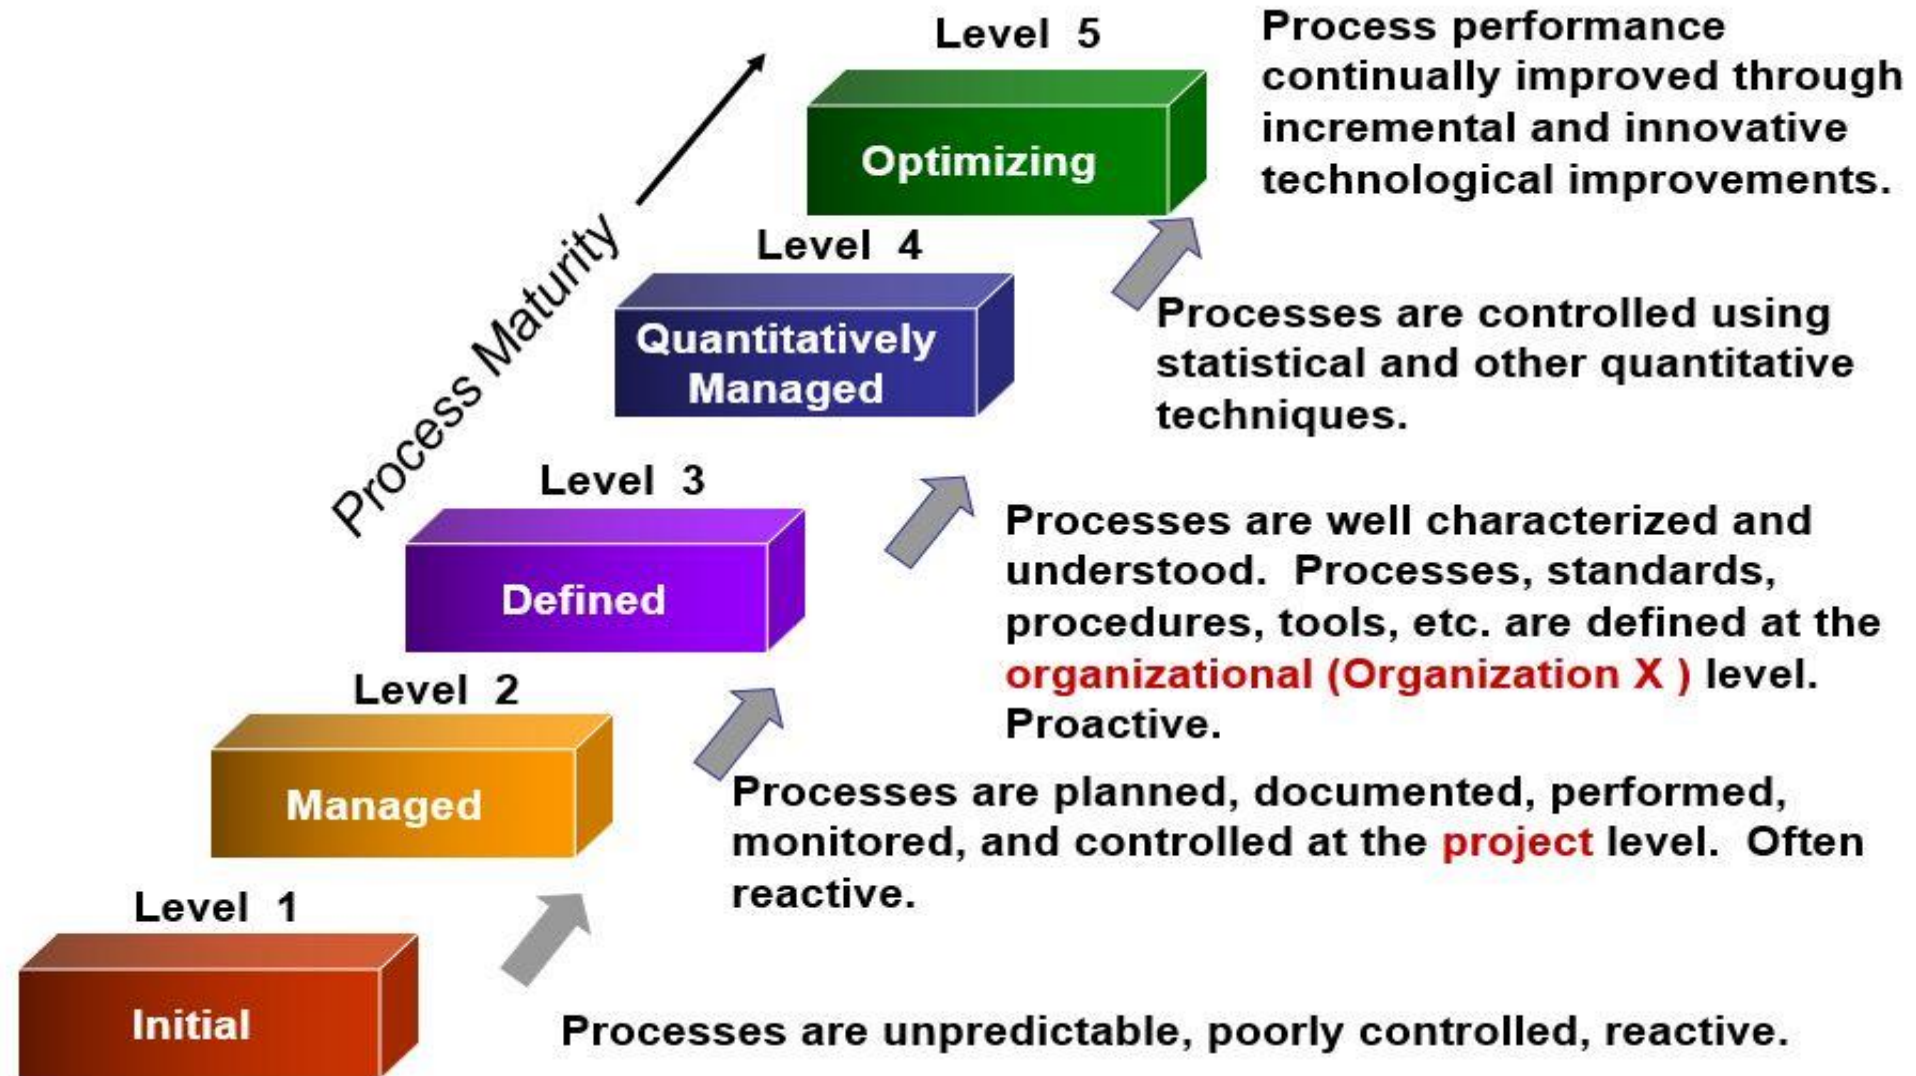 Level 5
Optimizing
Process performance
continually improved through
incremental and innovative
technological improvements.
Process Maturity
Level 4
Quantitatively
Managed
Processes are controlled using
statistical and other quantitative
techniques.
Level 3
Defined
Processes are well characterized and
understood. Processes, standards,
procedures, tools, etc. are defined at the
organizational (Organization X ) level.
Proactive.
Level 2
Managed
Processes are planned, documented, performed,
monitored, and controlled at the project level. Often
reactive.
Level 1
Initial
Processes are unpredictable, poorly controlled, reactive.